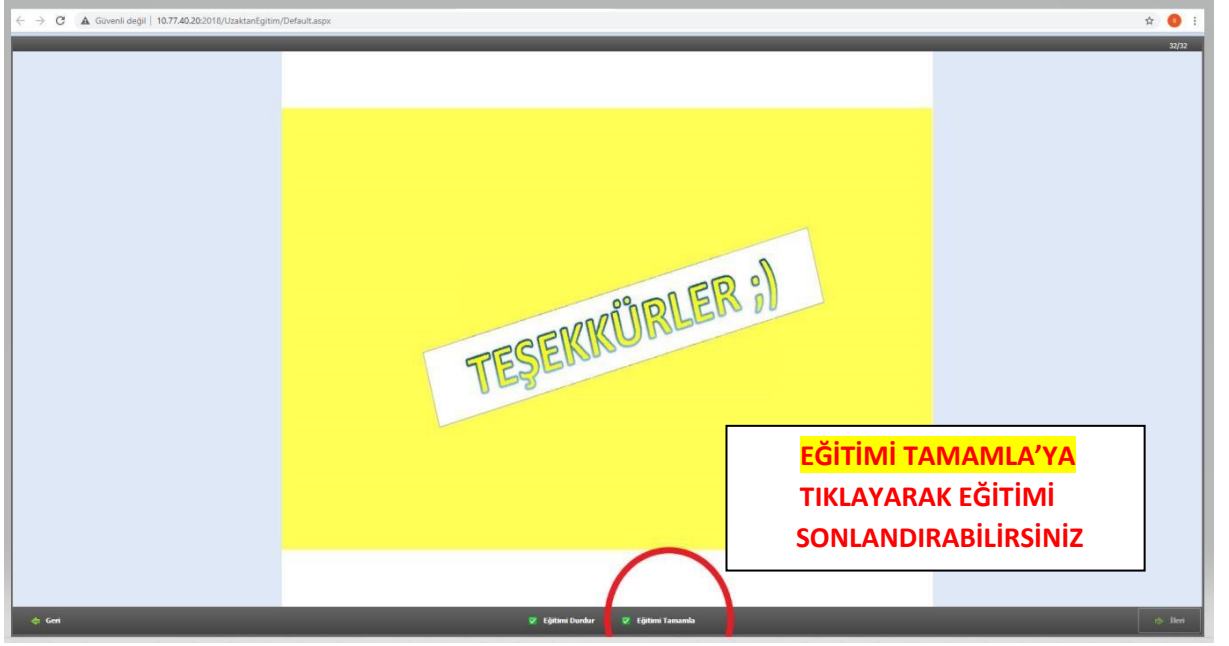 Güvenli değil | 10.77.40.20:2018/UzaktanEgitim/Default.aspx
32/32
TEŞEKKÜRLER ;)
EĞİTİMİ TAMAMLA’YA
TIKLAYARAK EĞİTİMİ
SONLANDIRABİLİRSİNİZ
Geri
Eğitimi Durdur
Eğitimi Tamamla
İleri